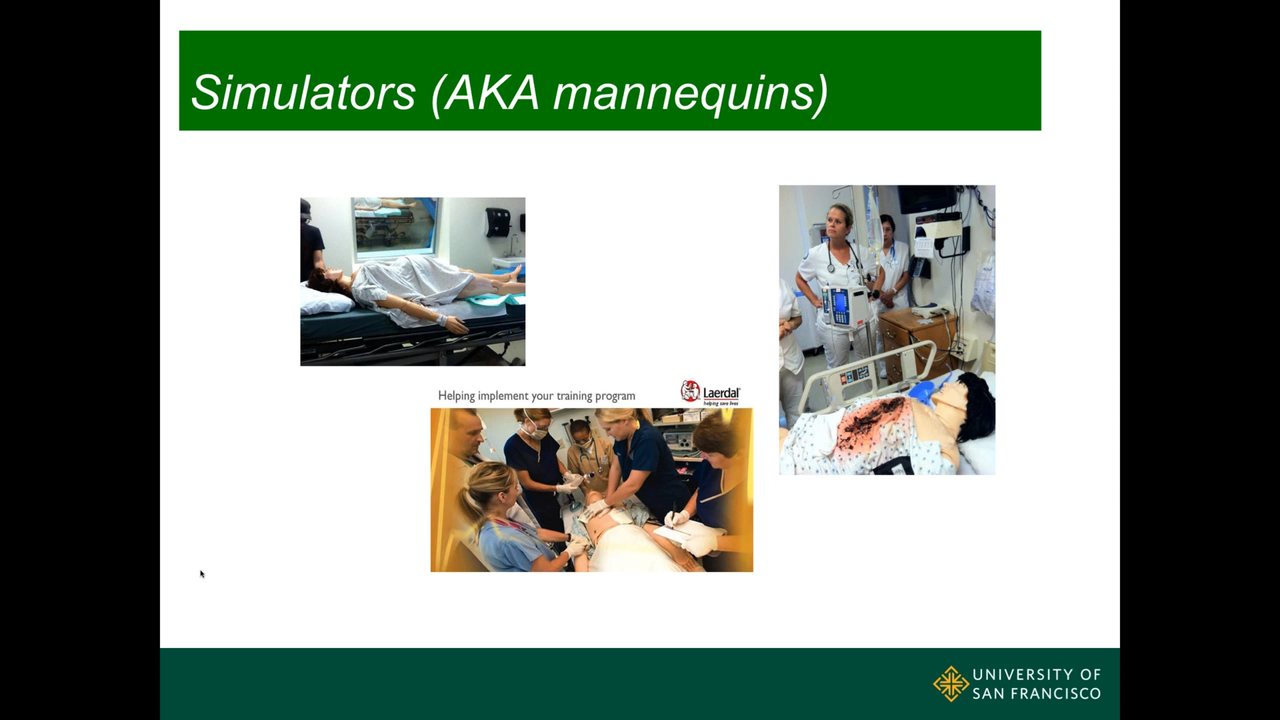 Simulators (AKA mannequins)
Helping implement your training program
Laerdal
helping save lives
UNIVERSITY OF
SAN FRANCISCO